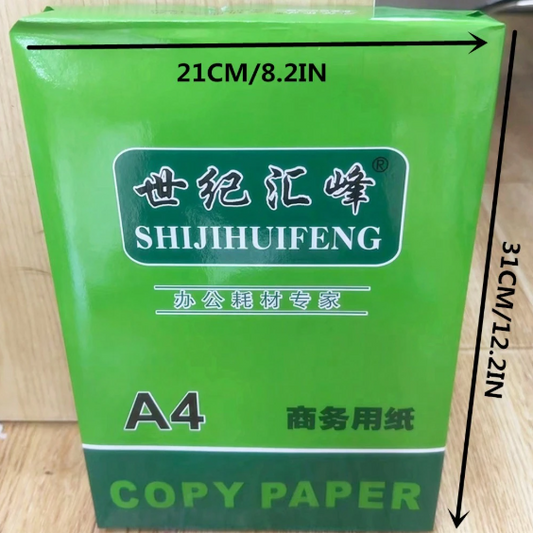 21CM/8.2IN
世纪汇峰®
SHIJIHUIFENG
办公耗材专家
31CM/12.2IN
A4 商务用纸
COPY PAPER